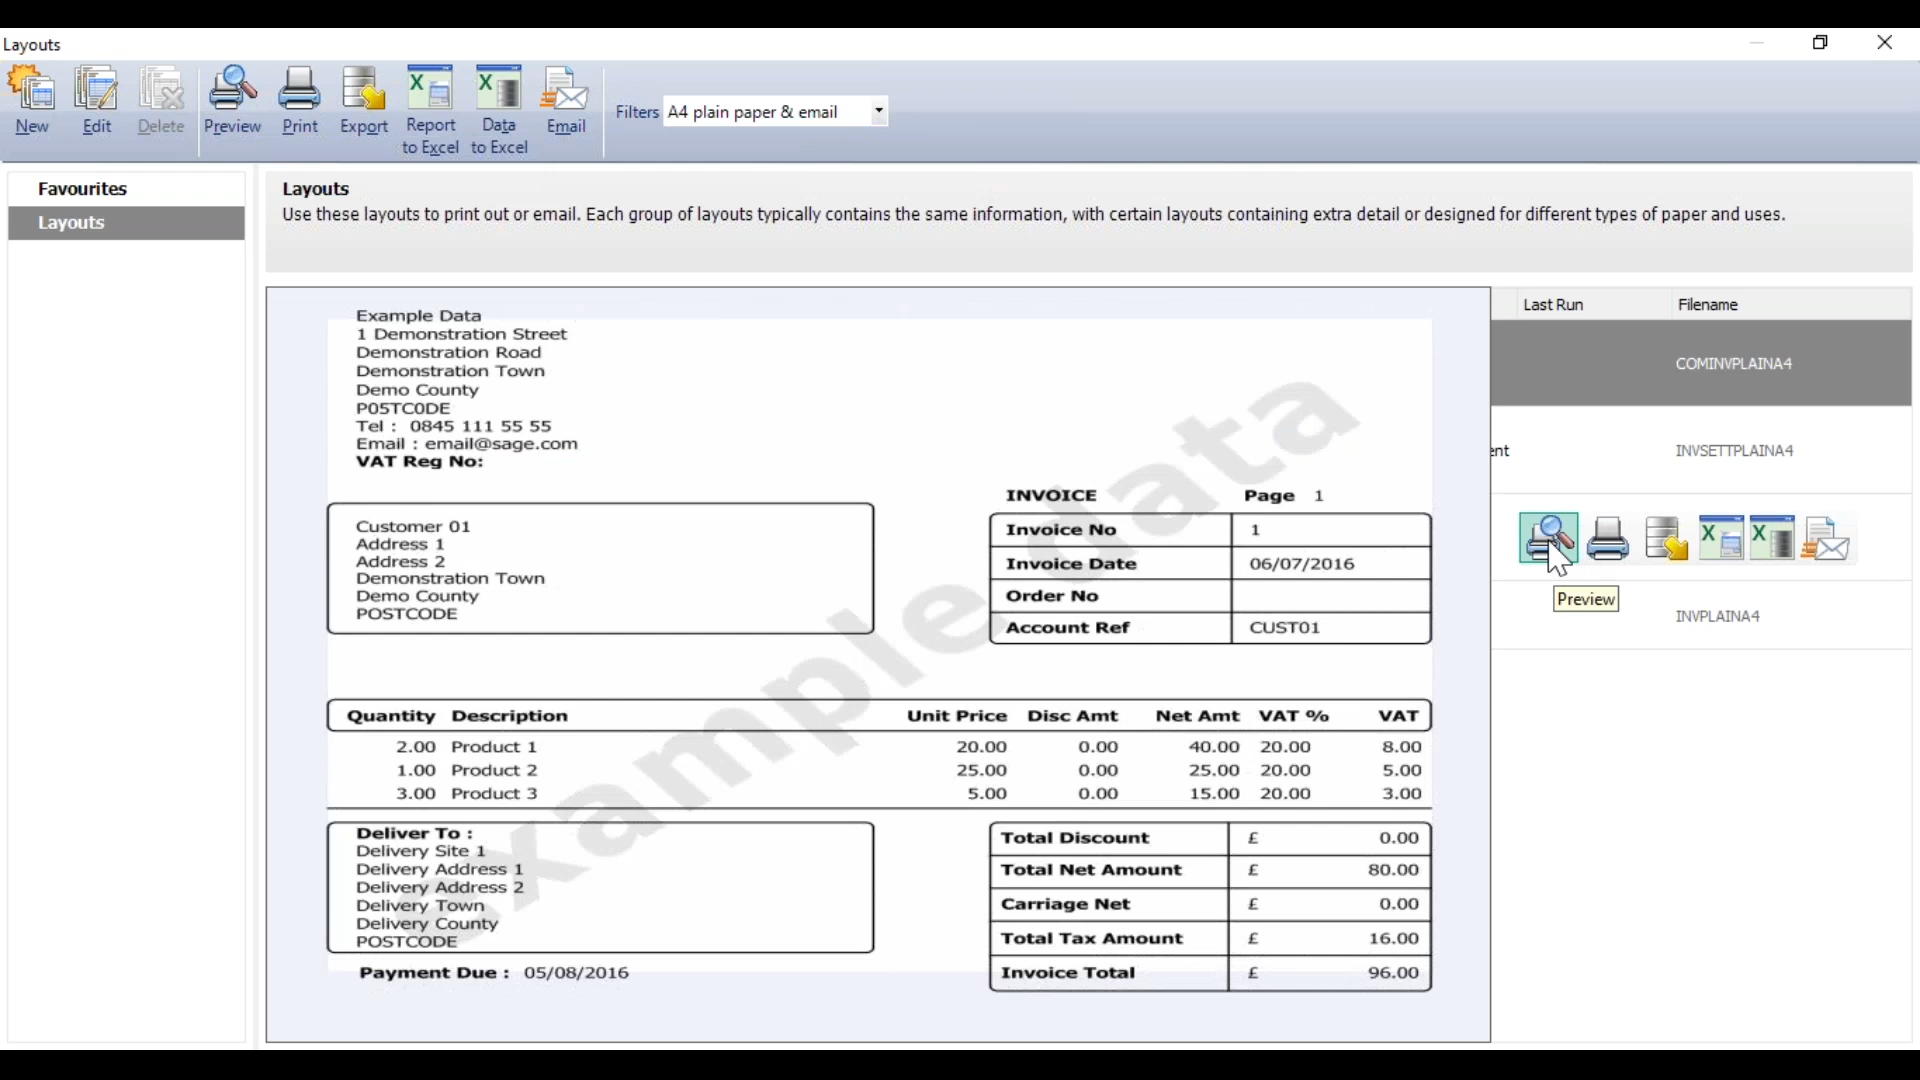 Layouts
New Edit Delete Preview Print Export Report to Excel Data to Excel Email Filters A4 plain paper & email
Favourites
Layouts
Layouts
Use these layouts to print out or email. Each group of layouts typically contains the same information, with certain layouts containing extra detail or designed for different types of paper and uses.
Last Run Filename
COMINVPLAINA4
ent INVSETTPLAINA4
Preview
INVPLAINA4
Example Data
1 Demonstration Street
Demonstration Road
Demonstration Town
Demo County
P05TC0DE
Tel : 0845 111 55 55
Email : email@sage.com
VAT Reg No:
INVOICE Page 1
Invoice No 1
Invoice Date 06/07/2016
Order No
Account Ref CUST01
Customer 01
Address 1
Address 2
Demonstration Town
Demo County
POSTCODE
Quantity Description Unit Price Disc Amt Net Amt VAT % VAT
2.00 Product 1 20.00 0.00 40.00 20.00 8.00
1.00 Product 2 25.00 0.00 25.00 20.00 5.00
3.00 Product 3 5.00 0.00 15.00 20.00 3.00
Deliver To :
Delivery Site 1
Delivery Address 1
Delivery Address 2
Delivery Town
Delivery County
POSTCODE
Payment Due : 05/08/2016
Total Discount £ 0.00
Total Net Amount £ 80.00
Carriage Net £ 0.00
Total Tax Amount £ 16.00
Invoice Total £ 96.00
example data